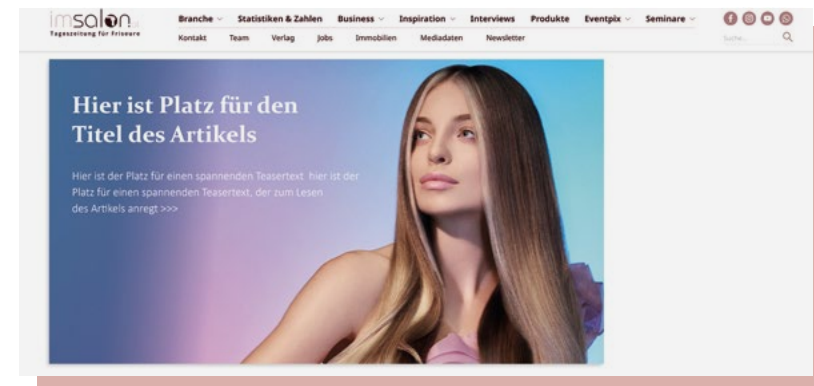 imsalon
Tageszeitung für Friseure
Branche Statistiken & Zahlen Business Inspiration Interviews Produkte Eventpix Seminare
Kontakt Team Verlag Jobs Immobilien Mediadaten Newsletter
Suche...
Hier ist Platz für den
Titel des Artikels
Hier ist der Platz für einen spannenden Teasertext hier ist der
Platz für einen spannenden Teasertext, der zum Lesen
des Artikels anregt >>>